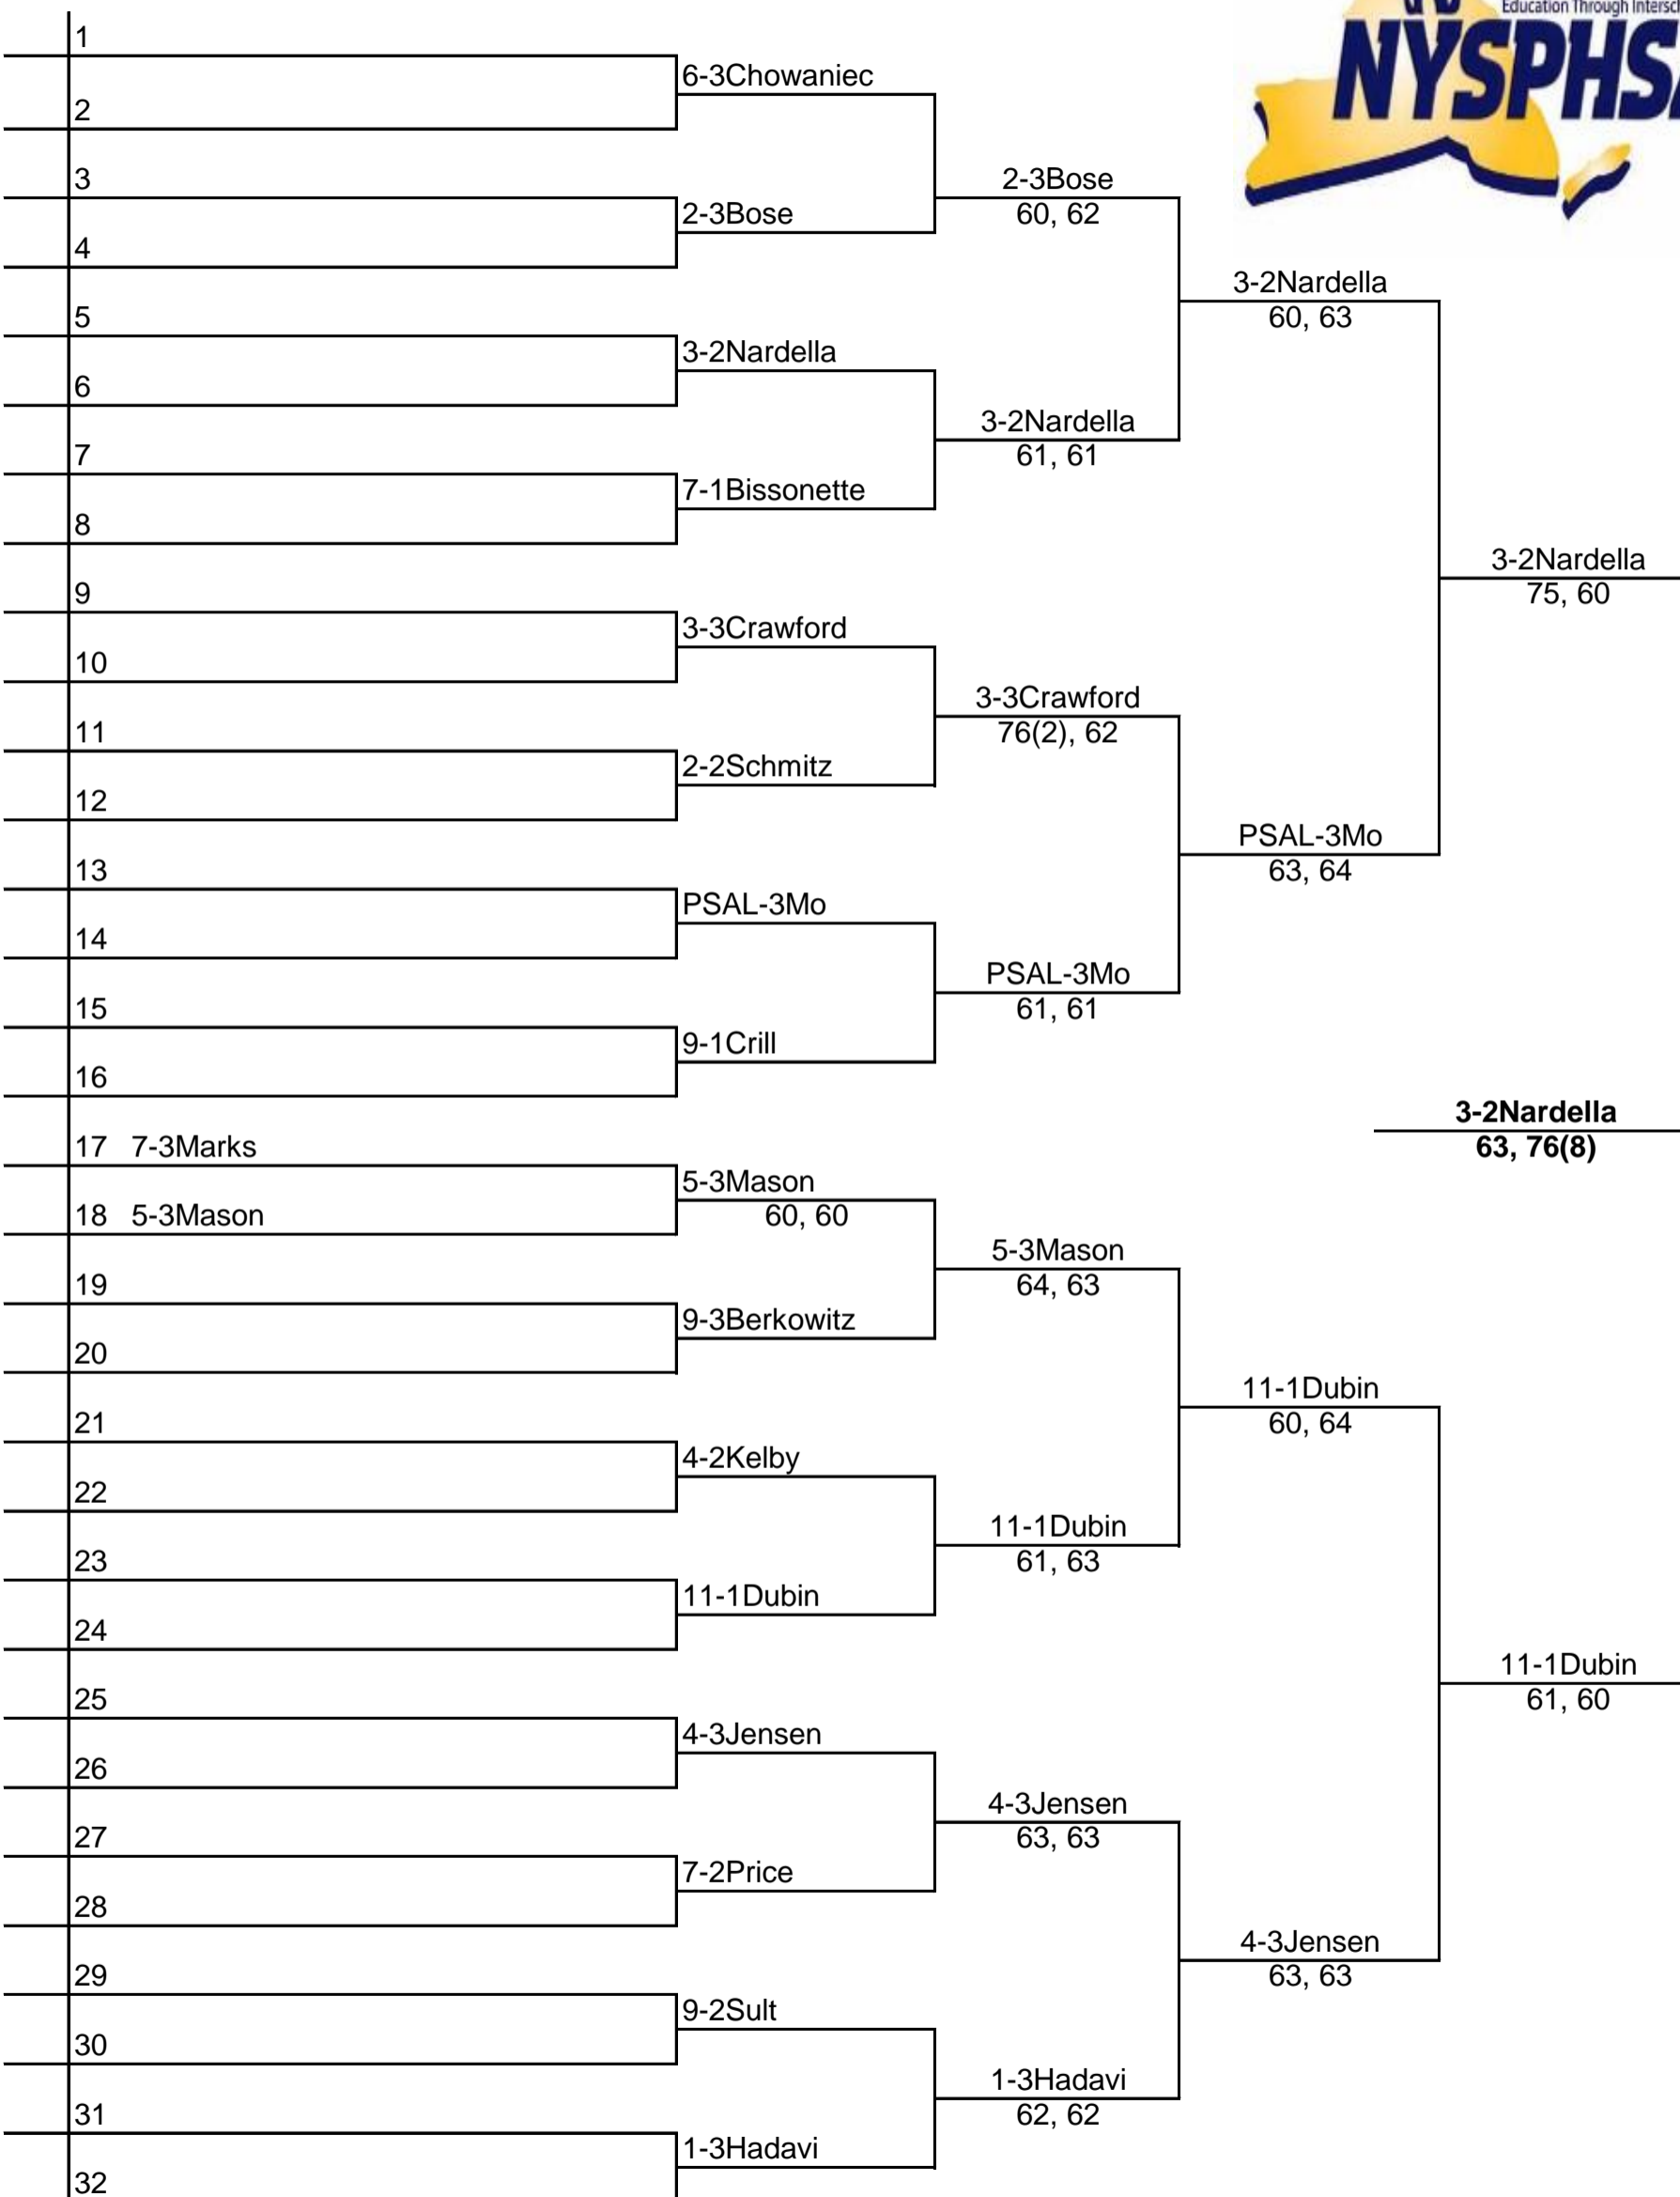 Education Through Intersc
NYSPHS
1
6-3Chowaniec
2
3
2-3Bose
60, 62
2-3Bose
4
3-2Nardella
60, 63
5
3-2Nardella
6
3-2Nardella
61, 61
7
7-1Bissonette
8
3-2Nardella
75, 60
9
3-3Crawford
10
3-3Crawford
76(2), 62
11
2-2Schmitz
12
PSAL-3Mo
63, 64
13
PSAL-3Mo
14
PSAL-3Mo
61, 61
15
9-1Crill
16
3-2Nardella
63, 76(8)
17 7-3Marks
5-3Mason
60, 60
18 5-3Mason
5-3Mason
64, 63
19
9-3Berkowitz
20
11-1Dubin
60, 64
21
4-2Kelby
22
11-1Dubin
61, 63
23
11-1Dubin
24
11-1Dubin
61, 60
25
4-3Jensen
26
4-3Jensen
63, 63
27
7-2Price
28
4-3Jensen
63, 63
29
9-2Sult
30
1-3Hadavi
62, 62
31
1-3Hadavi
32